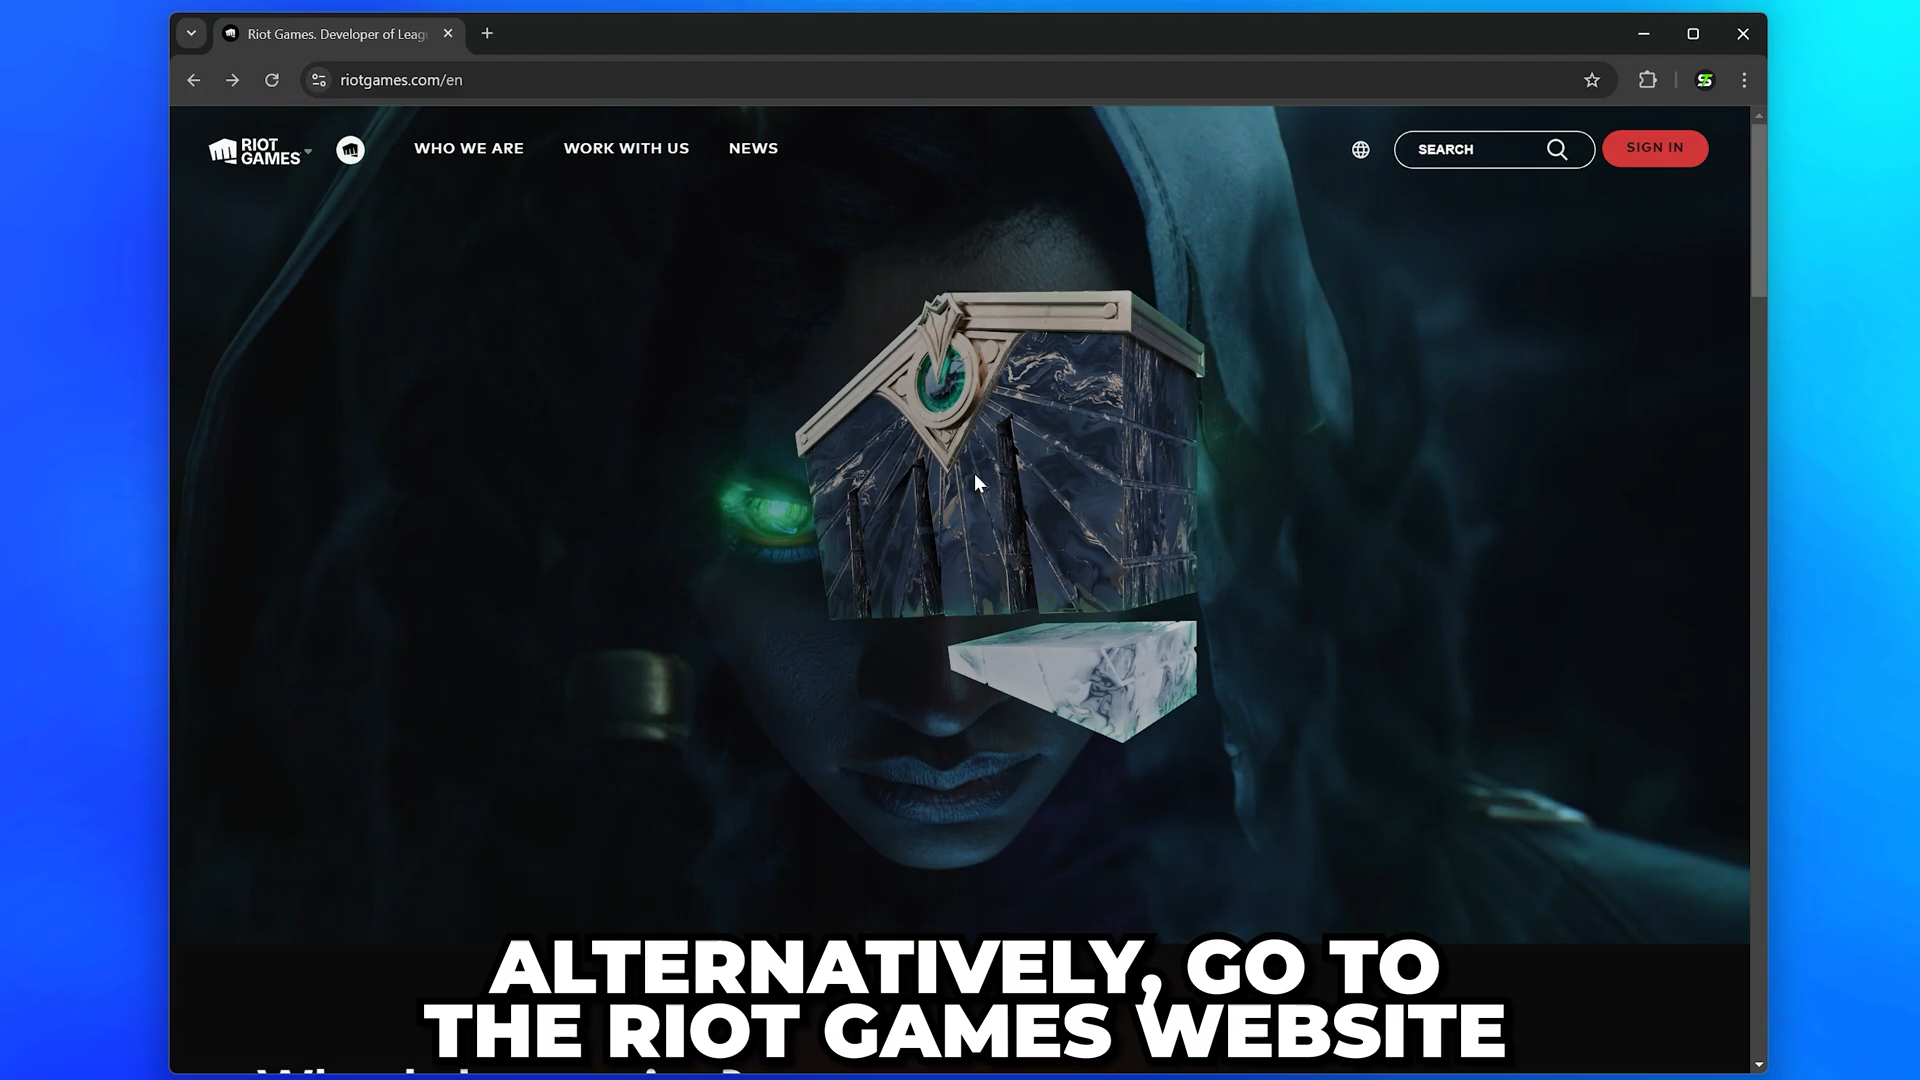 Riot Games. Developer of Leag
riotgames.com/en
RIOT GAMES
WHO WE ARE
WORK WITH US
NEWS
SEARCH
SIGN IN
ALTERNATIVELY, GO TO
THE RIOT GAMES WEBSITE